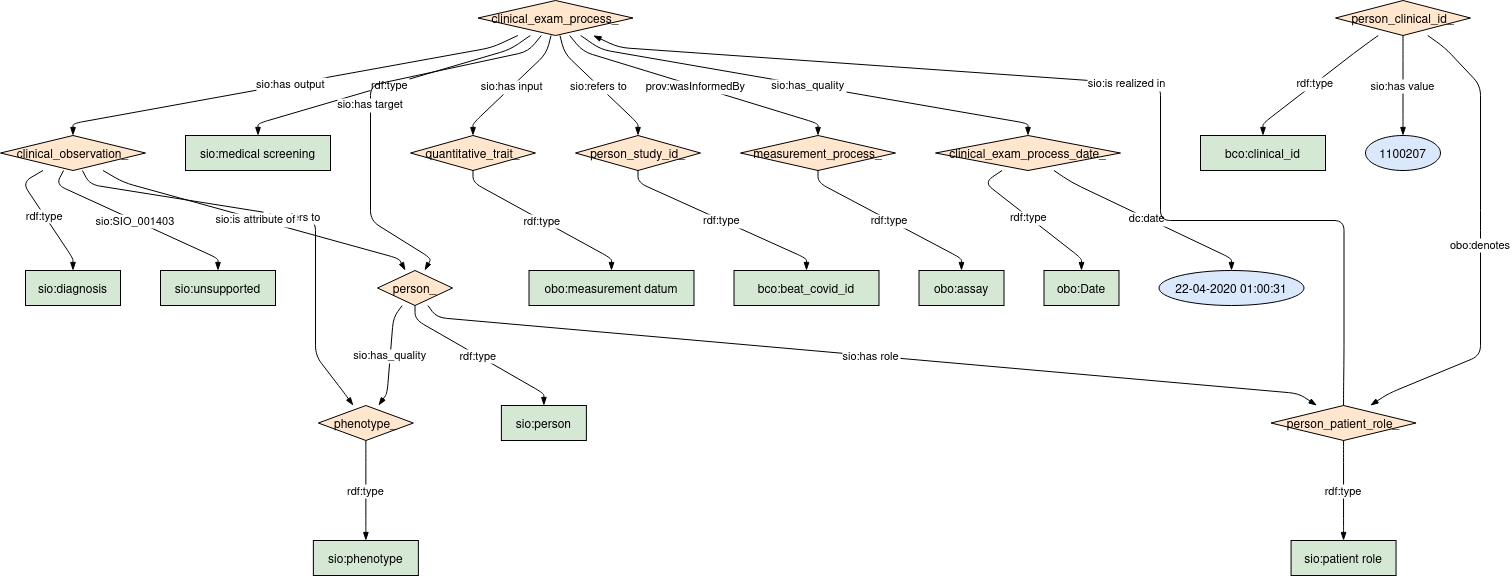 clinical_exam_process_
person_clinical_id_
sio:has output
rdf:type
sio:has target
sio:has input
sio:refers to
prov:wasInformedBy
sio:has_quality
sio:is realized in
rdf:type
sio:has value
clinical_observation_
sio:medical screening
quantitative_trait_
person_study_id_
measurement_process_
clinical_exam_process_date_
bco:clinical_id
1100207
rdf:type
sio:SIO_001403
sio:is attribute of
rs to
rdf:type
rdf:type
rdf:type
rdf:type
dc:date
obo:denotes
sio:diagnosis
sio:unsupported
person_
obo:measurement datum
bco:beat_covid_id
obo:assay
obo:Date
22-04-2020 01:00:31
sio:has_quality
rdf:type
sio:has role
phenotype_
sio:person
person_patient_role_
rdf:type
rdf:type
sio:phenotype
sio:patient role